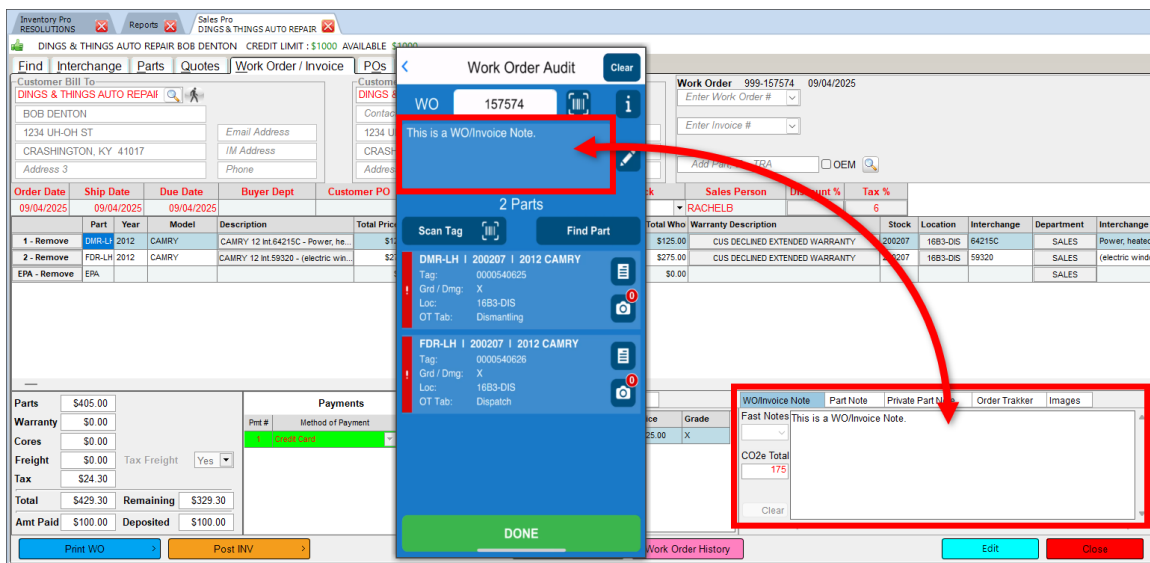 Inventory Pro
RESOLUTIONS
Reports
Sales Pro
DINGS & THINGS AUTO REPAIR
DINGS & THINGS AUTO REPAIR BOB DENTON CREDIT LIMIT : $1000 AVAILABLE $1000
Find Interchange Parts Quotes Work Order / Invoice POs
Customer Bill To
DINGS & THINGS AUTO REPAIR
BOB DENTON
1234 UH-OH ST Email Address
CRASHINGTON, KY 41017 IM Address
Address 3 Phone
DINGS &
1234 U
CRASH
Work Order 999-157574 09/04/2025
Enter Work Order #
Enter Invoice #
OEM
Order Date Ship Date Due Date Buyer Dept Customer PO Sales Person Discount % Tax %
09/04/2025 09/04/2025 09/04/2025 RACHELB 6
Part Year Model Description Total Price Total Who Warranty Description Stock Location Interchange Department Interchange
1 - Remove DMR-LH 2012 CAMRY CAMRY 12 Int.64215C - Power, he... $125.00 CUS DECLINED EXTENDED WARRANTY 200207 16B3-DIS 64215C SALES Power, heated
2 - Remove FDR-LH 2012 CAMRY CAMRY 12 Int.59320 - (electric win... $275.00 CUS DECLINED EXTENDED WARRANTY 200207 16B3-DIS 59320 SALES (electric wind
EPA - Remove EPA $0.00 SALES
Work Order Audit
Clear
WO 157574
i
This is a WO/Invoice Note.
2 Parts
Scan Tag Find Part
DMR-LH | 200207 | 2012 CAMRY
Tag: 0000540625
Grd / Dmg: X
Loc: 16B3-DIS
OT Tab: Dismantling
0
FDR-LH | 200207 | 2012 CAMRY
Tag: 0000540626
Grd / Dmg: X
Loc: 16B3-DIS
OT Tab: Dispatch
0
DONE
Parts $405.00
Warranty $0.00
Cores $0.00
Freight $0.00 Tax Freight Yes
Tax $24.30
Total $429.30 Remaining $329.30
Amt Paid $100.00 Deposited $100.00
Payments
Pmt # Method of Payment
1 Credit Card
Grade
25.00 X
WO/Invoice Note Part Note Private Part Note Order Trakker Images
Fast Notes
This is a WO/Invoice Note.
CO2e Total
175
Clear
Print WO > Post INV > Work Order History Edit Close